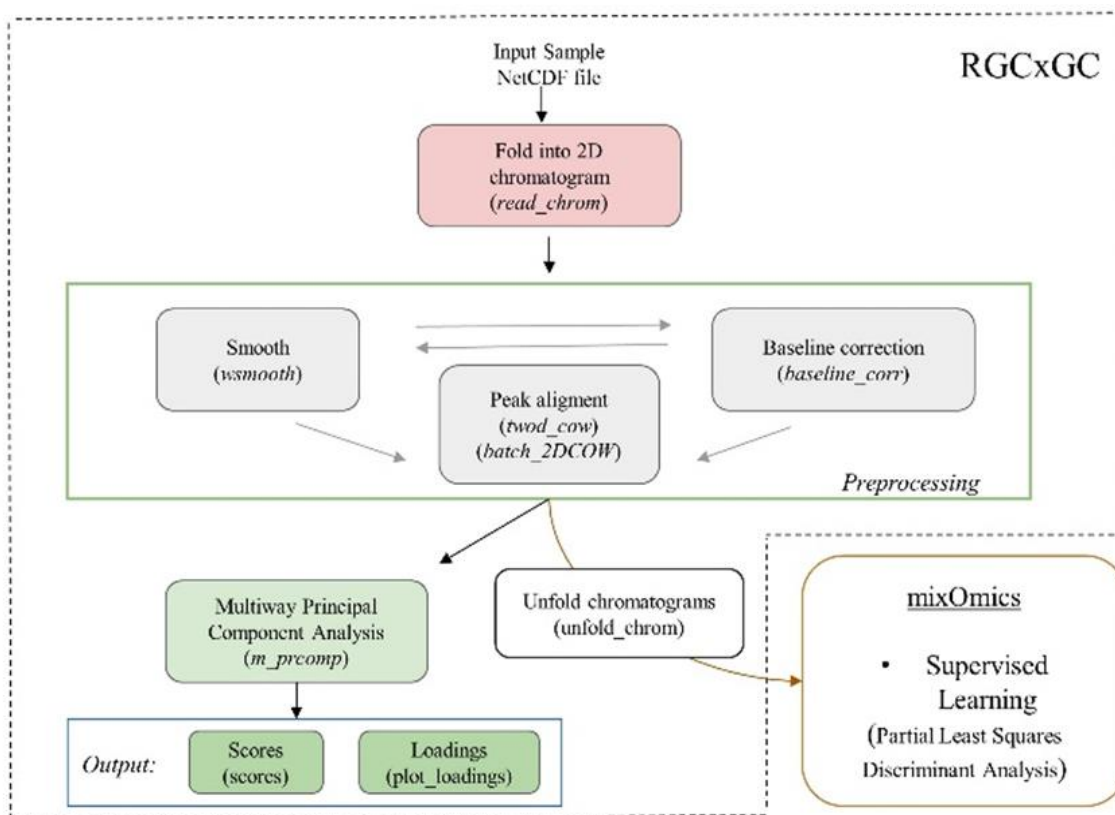 Input Sample
NetCDF file
RGCxGC
Fold into 2D
chromatogram
(read_chrom)
Smooth
(wsmooth)
Baseline correction
(baseline_corr)
Peak aligment
(twod_cow)
(batch_2DCOW)
Preprocessing
Multiway Principal
Component Analysis
(m_prcomp)
Unfold chromatograms
(unfold_chrom)
mixOmics
• Supervised
Learning
(Partial Least Squares
Discriminant Analysis)
Output:
Scores
(scores)
Loadings
(plot_loadings)